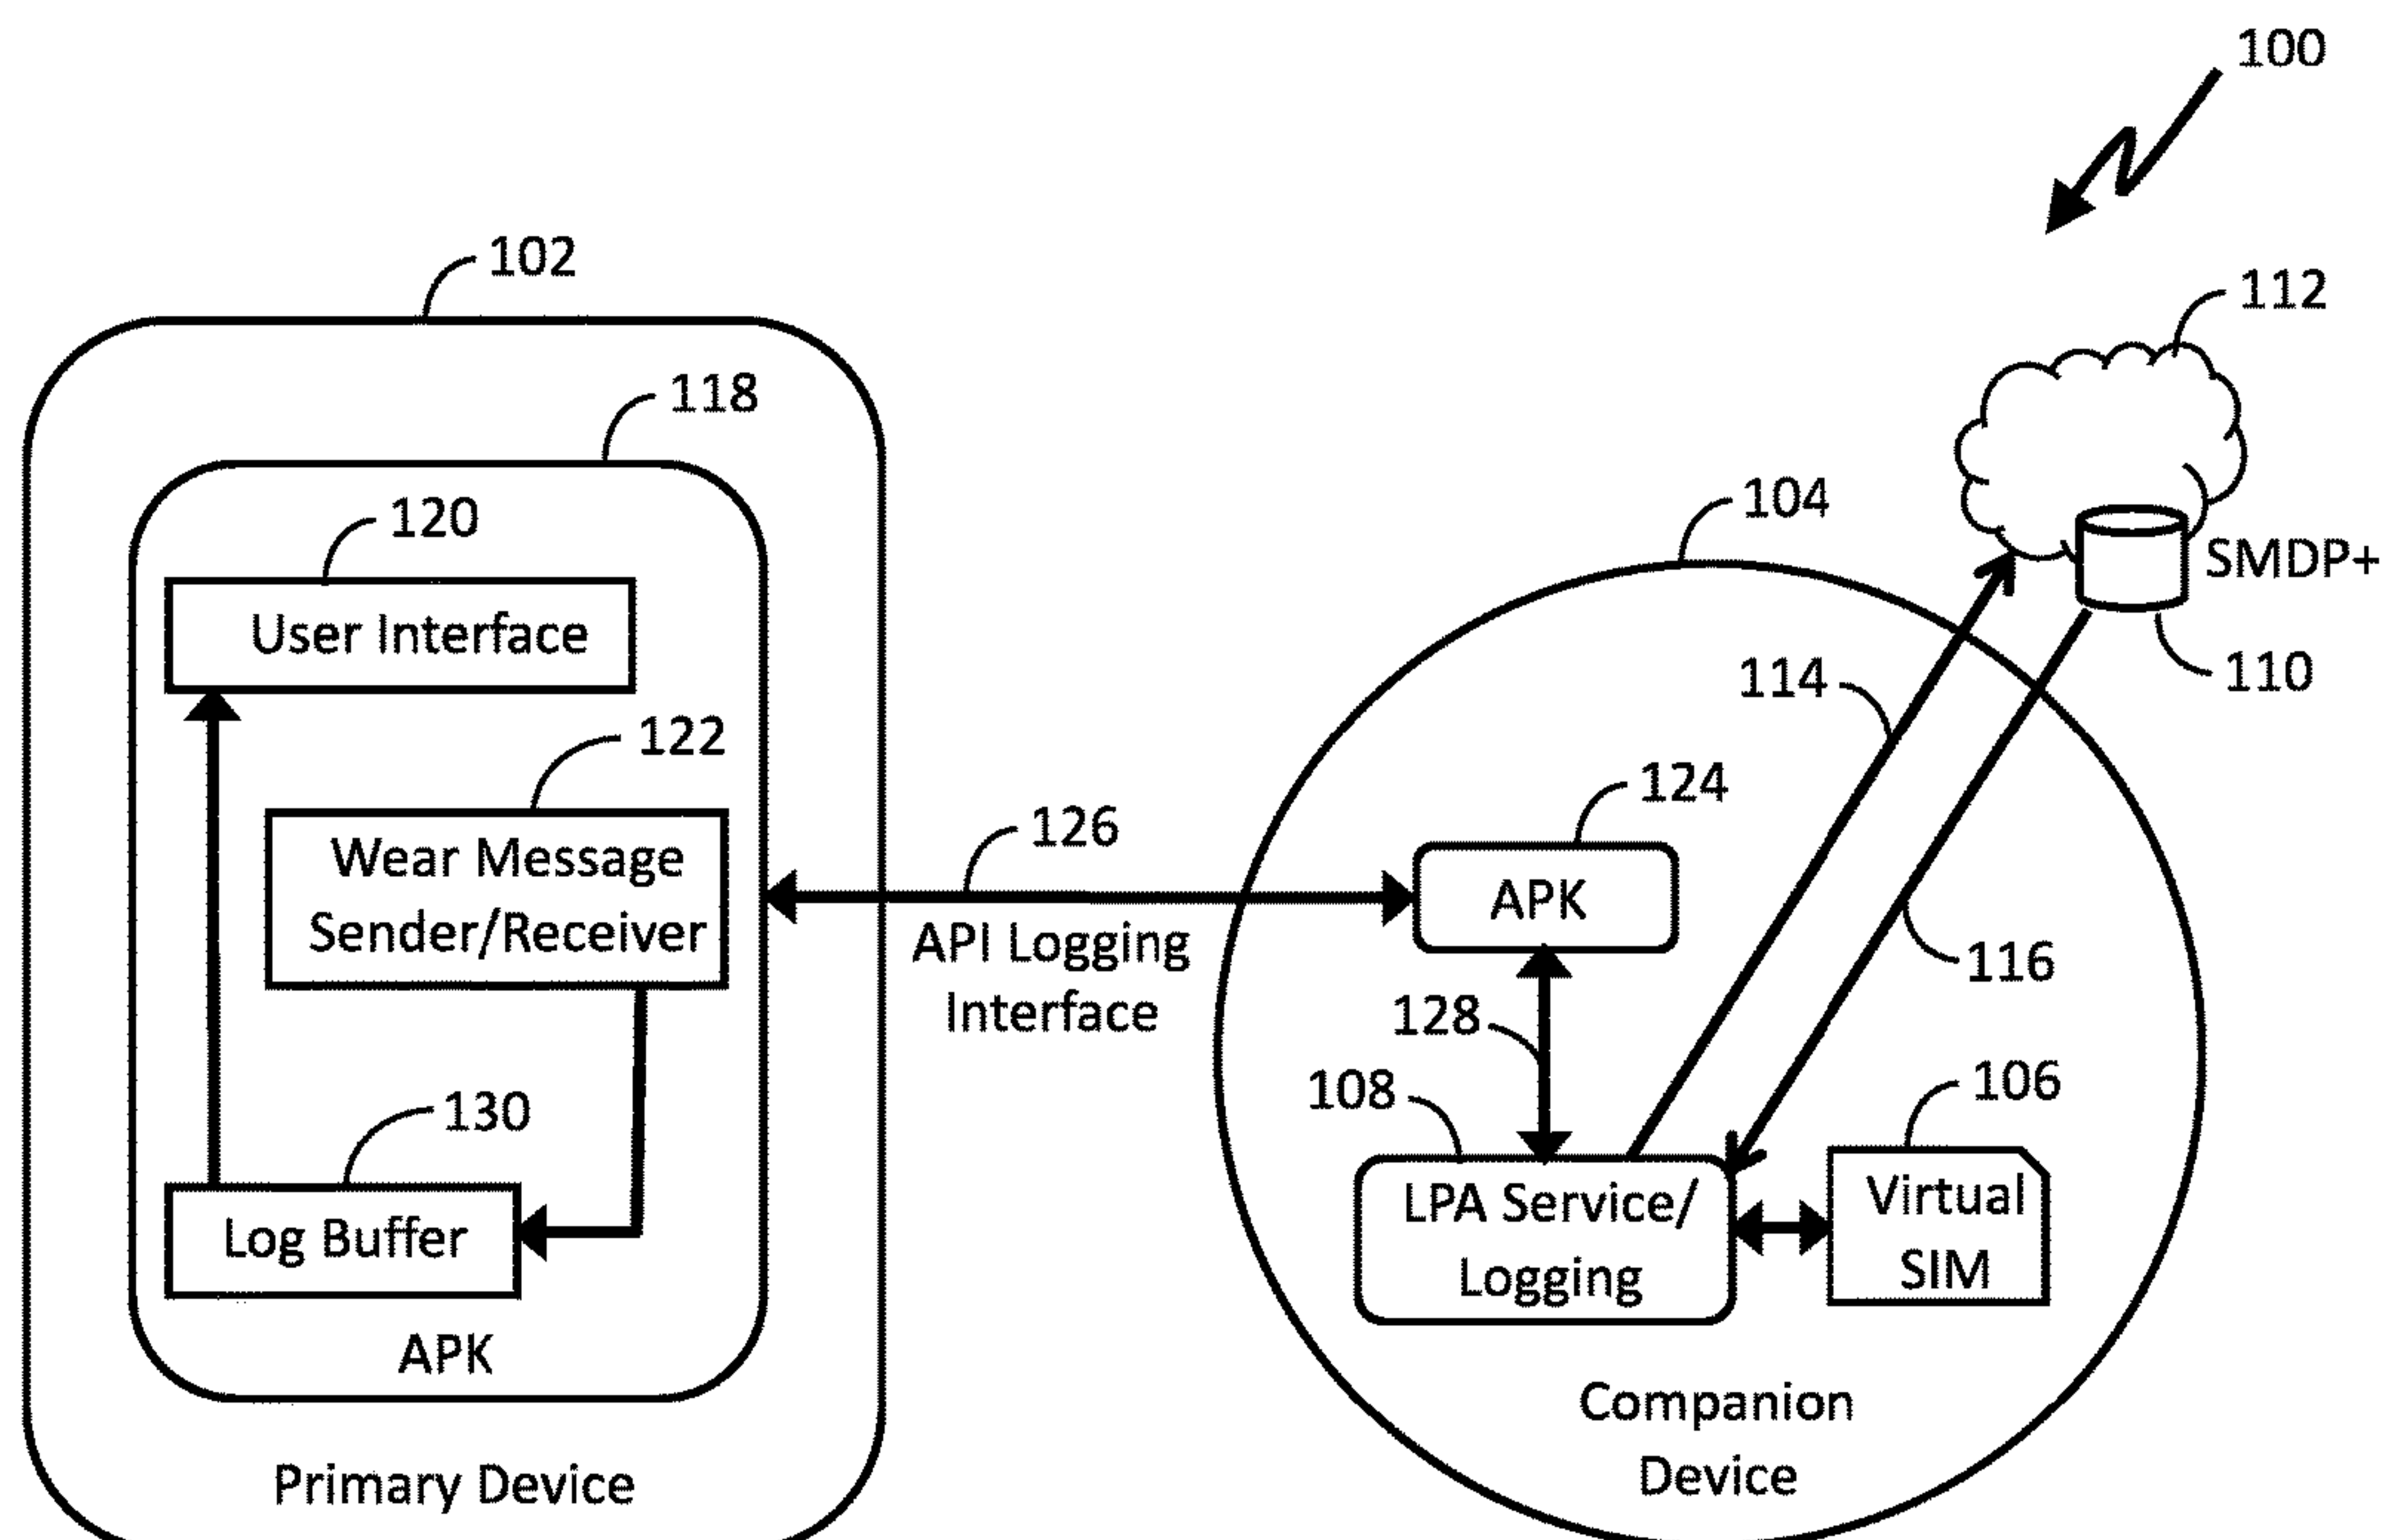 100
102
112
118
104
120
SMDP+
User Interface
114
110
122
124
126
Wear Message
Sender/Receiver
APK
API Logging
Interface
116
128
108
106
130
LPA Service/
Logging
Virtual
SIM
Log Buffer
APK
Companion
Device
Primary Device